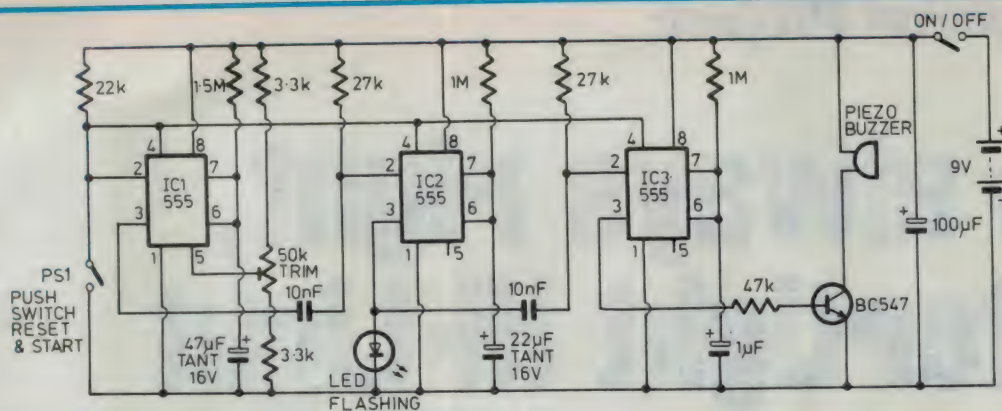 ON / OFF
22k
1·5M
3·3k
27k
1M
27k
1M
PIEZO
BUZZER
4
8
2
7
IC1
555
3
6
1
5
4
8
2
7
IC2
555
3
6
1
5
4
8
2
7
IC3
555
3
6
1
5
+
9V
-
+
100µF
PS1
PUSH
SWITCH
RESET
& START
50k
TRIM
10nF
10nF
47k
BC547
+
47µF
TANT
16V
3·3k
LED
FLASHING
+
22µF
TANT
16V
+
1µF